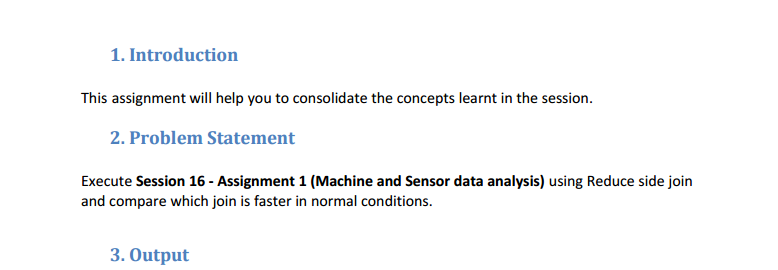 1. Introduction
This assignment will help you to consolidate the concepts learnt in the session.
2. Problem Statement
Execute Session 16 - Assignment 1 (Machine and Sensor data analysis) using Reduce side join
and compare which join is faster in normal conditions.
3. Output